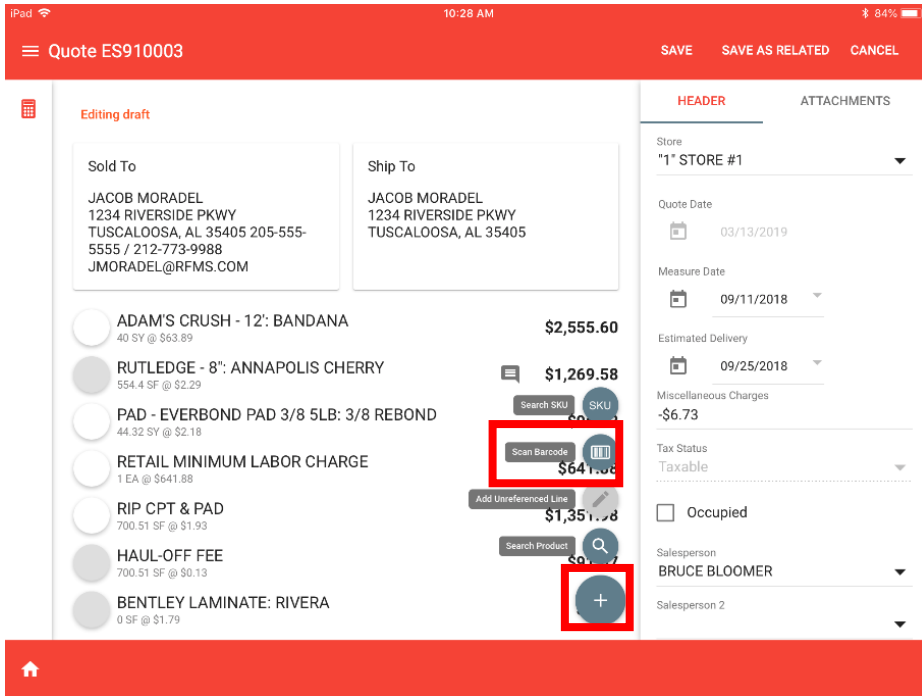 iPad
10:28 AM
84%
Quote ES910003
SAVE
SAVE AS RELATED
CANCEL
Editing draft
Sold To
JACOB MORADEL
1234 RIVERSIDE PKWY
TUSCALOOSA, AL 35405 205-555-
5555 / 212-773-9988
JMORADEL@RFMS.COM
Ship To
JACOB MORADEL
1234 RIVERSIDE PKWY
TUSCALOOSA, AL 35405
ADAM'S CRUSH - 12': BANDANA
$2,555.60
40 SY @ $63.89
RUTLEDGE - 8": ANNAPOLIS CHERRY
$1,269.58
554.4 SF @ $2.29
Search SKU
SKU
PAD - EVERBOND PAD 3/8 5LB: 3/8 REBOND
44.32 SY @ $2.18
Scan Barcode
RETAIL MINIMUM LABOR CHARGE
$641.88
1 EA @ $641.88
Add Unreferenced Line
RIP CPT & PAD
$1,351.98
700.51 SF @ $1.93
Search Product
HAUL-OFF FEE
700.51 SF @ $0.13
BENTLEY LAMINATE: RIVERA
0 SF @ $1.79
HEADER
ATTACHMENTS
Store
"1" STORE #1
Quote Date
03/13/2019
Measure Date
09/11/2018
Estimated Delivery
09/25/2018
Miscellaneous Charges
-$6.73
Tax Status
Taxable
Occupied
Salesperson
BRUCE BLOOMER
Salesperson 2